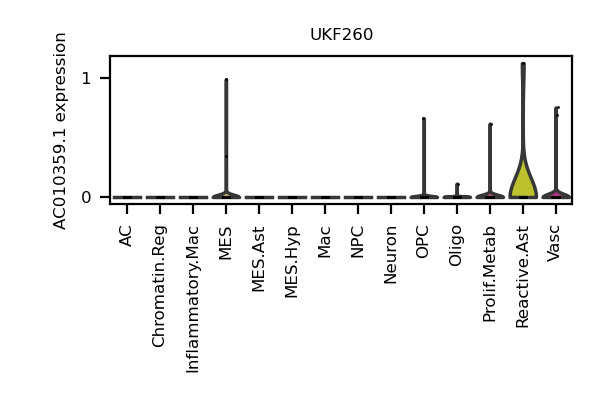 UKF260
AC010359.1 expression
1
0
AC
Chromatin.Reg
Inflammatory.Mac
MES
MES.Ast
MES.Hyp
Mac
NPC
Neuron
OPC
Oligo
Prolif.Metab
Reactive.Ast
Vasc